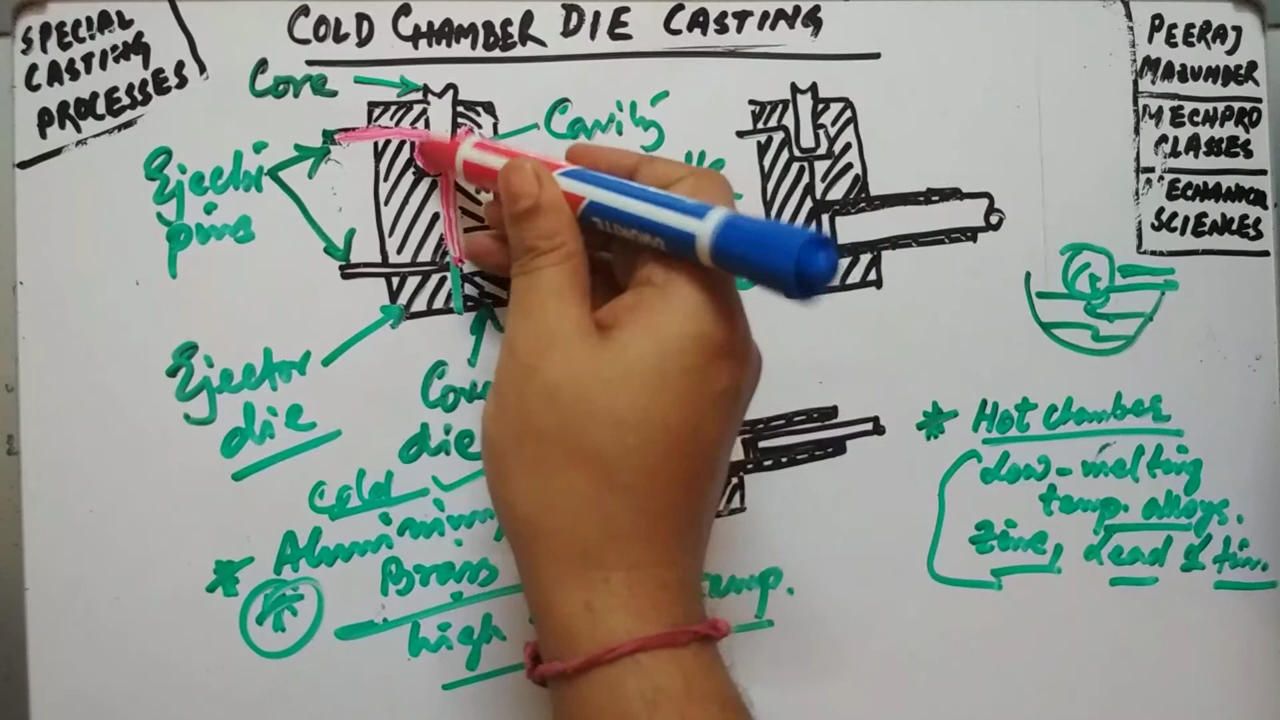 SPECIAL
CASTING
PROCESSES
COLD CHAMBER DIE CASTING
PEERAJ
MAZUMDER
MECHPRO
CLASSES
MECHANICAL
SCIENCES
Core
Cavity
Ejector
pins
Ejector
die
die
Cold
* Aluminium,
Brass
high
temp.
* Hot chamber
Low-melting
temp. alloys.
Zinc, Lead & tin.